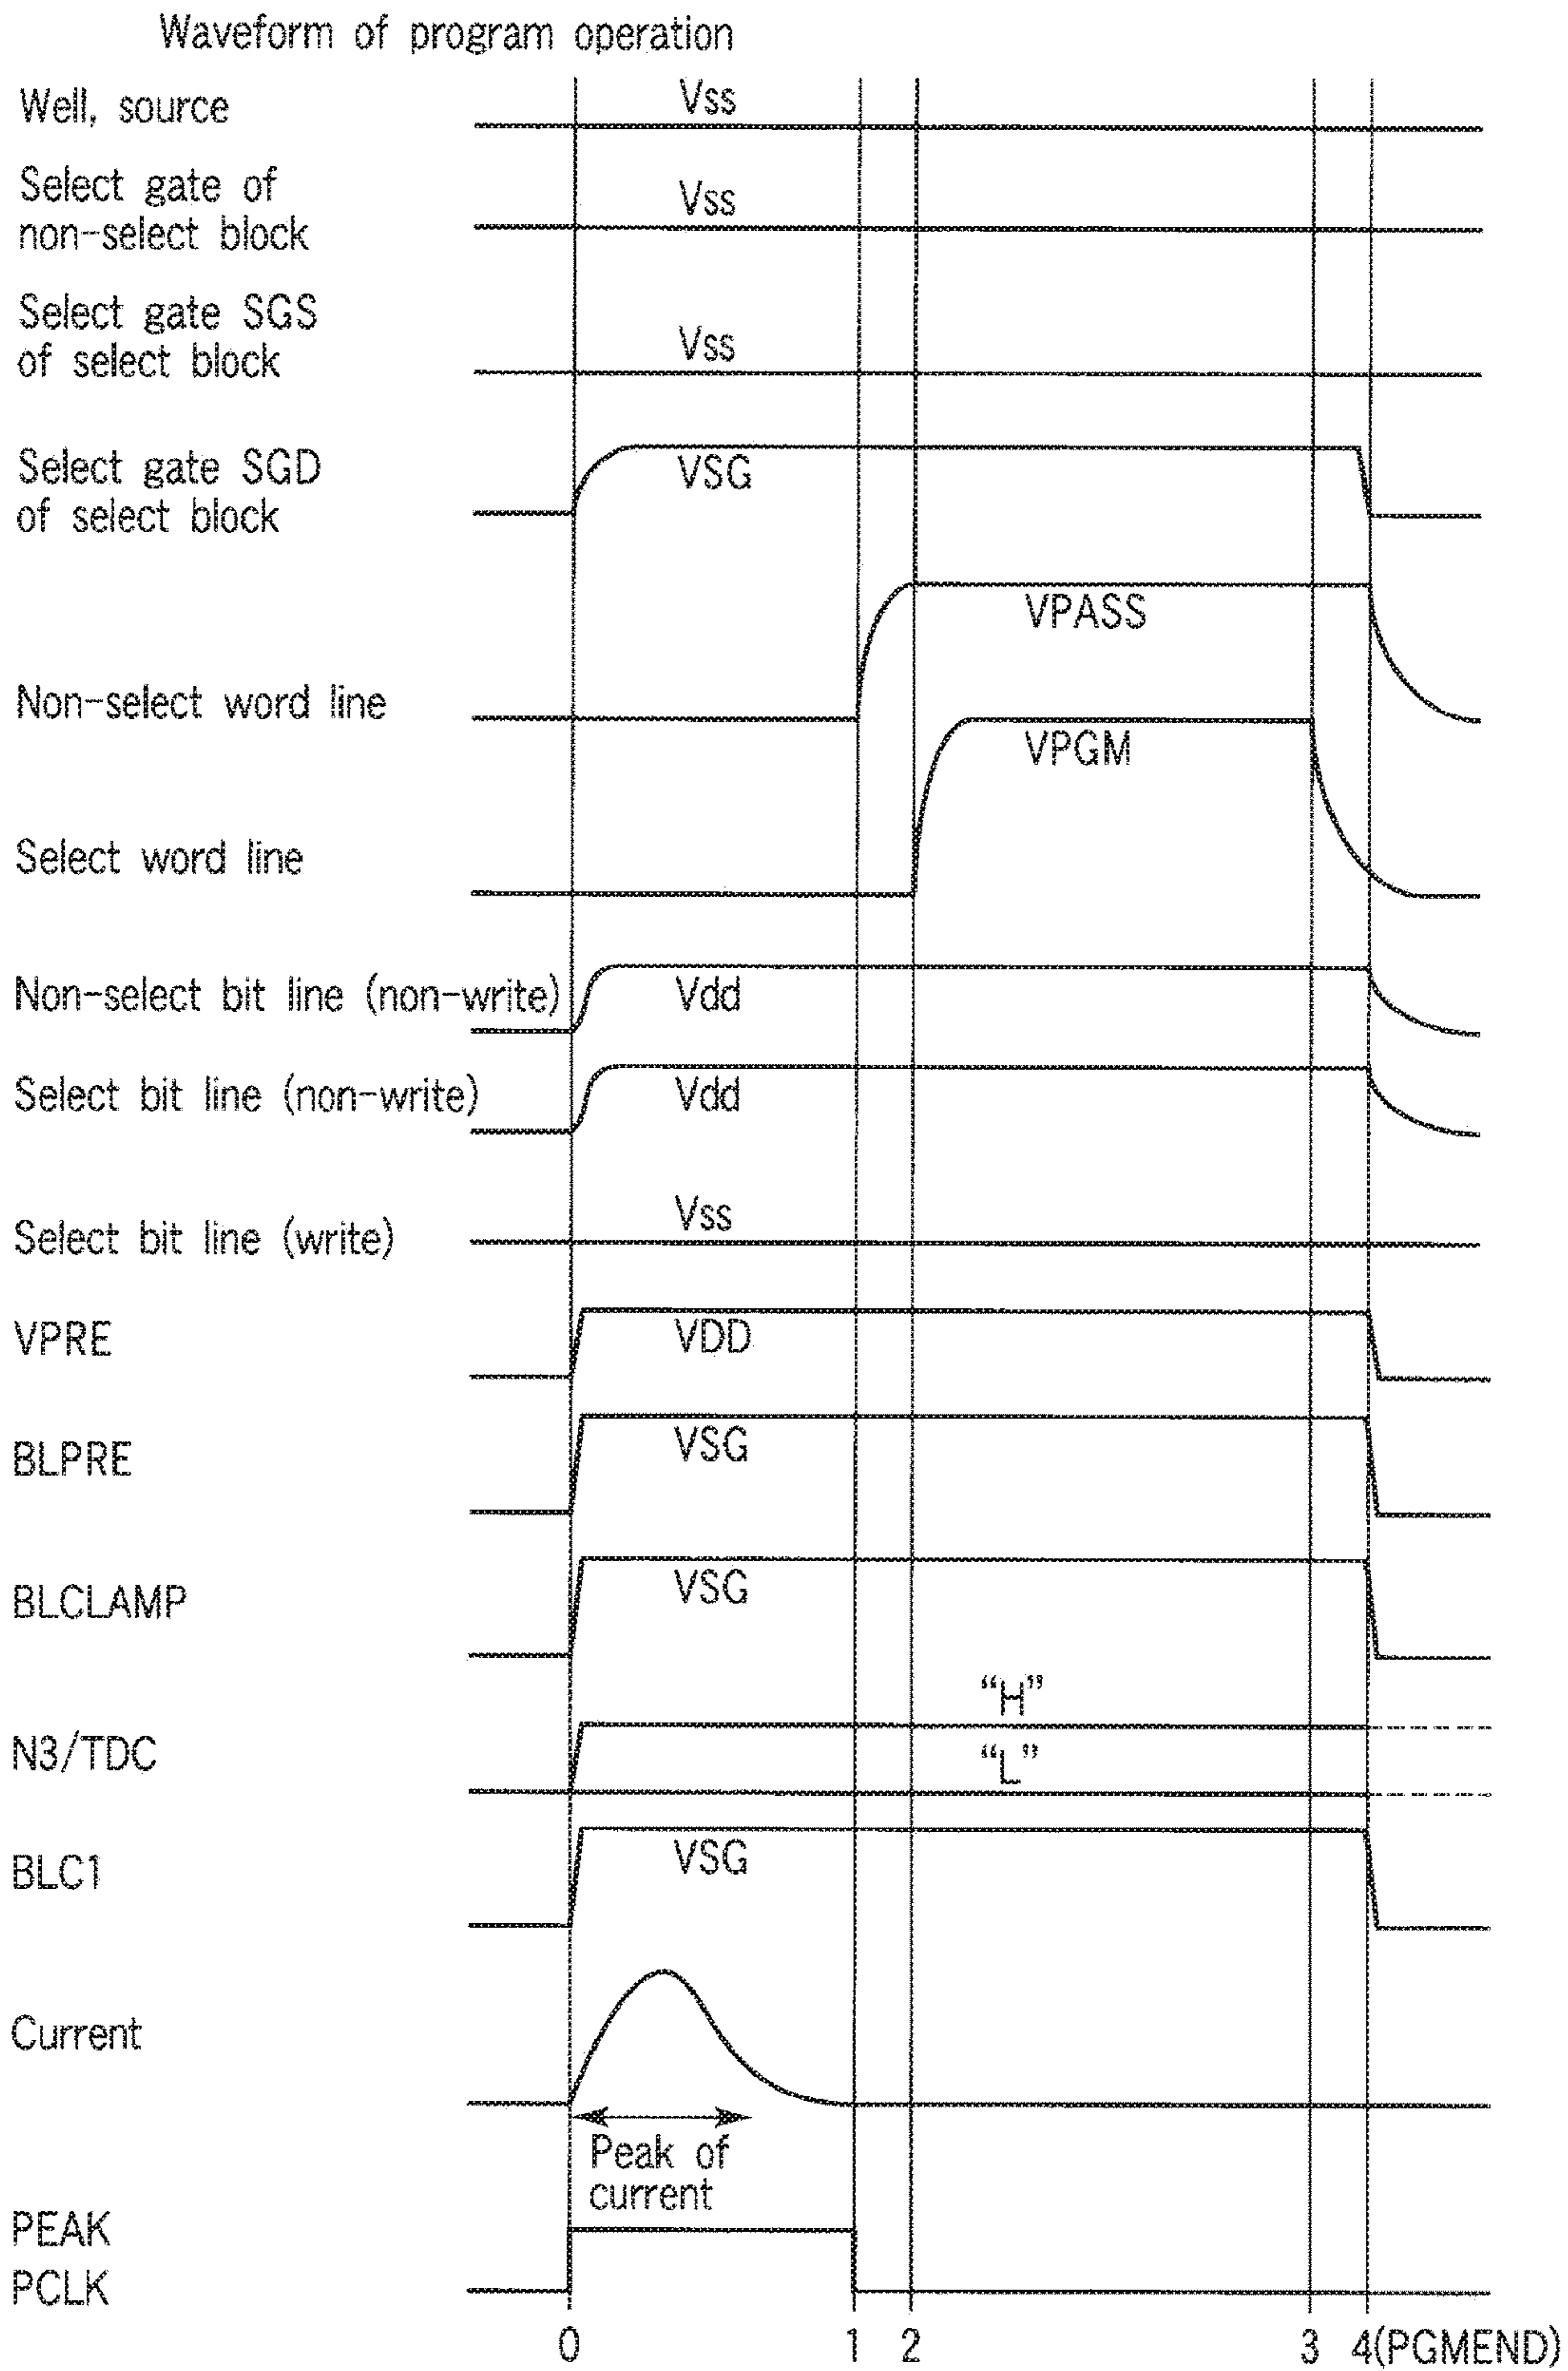 Waveform of program operation
Well, source
Vss
Select gate of
non-select block
Vss
Select gate SGS
of select block
Vss
Select gate SGD
of select block
VSG
Non-select word line
VPASS
Select word line
VPGM
Non-select bit line (non-write)
Vdd
Select bit line (non-write)
Vdd
Select bit line (write)
Vss
VPRE
VDD
BLPRE
VSG
BLCLAMP
VSG
N3/TDC
“H”
“L”
BLC1
VSG
Current
Peak of
current
PEAK
PCLK
0 1 2 3 4(PGMEND)